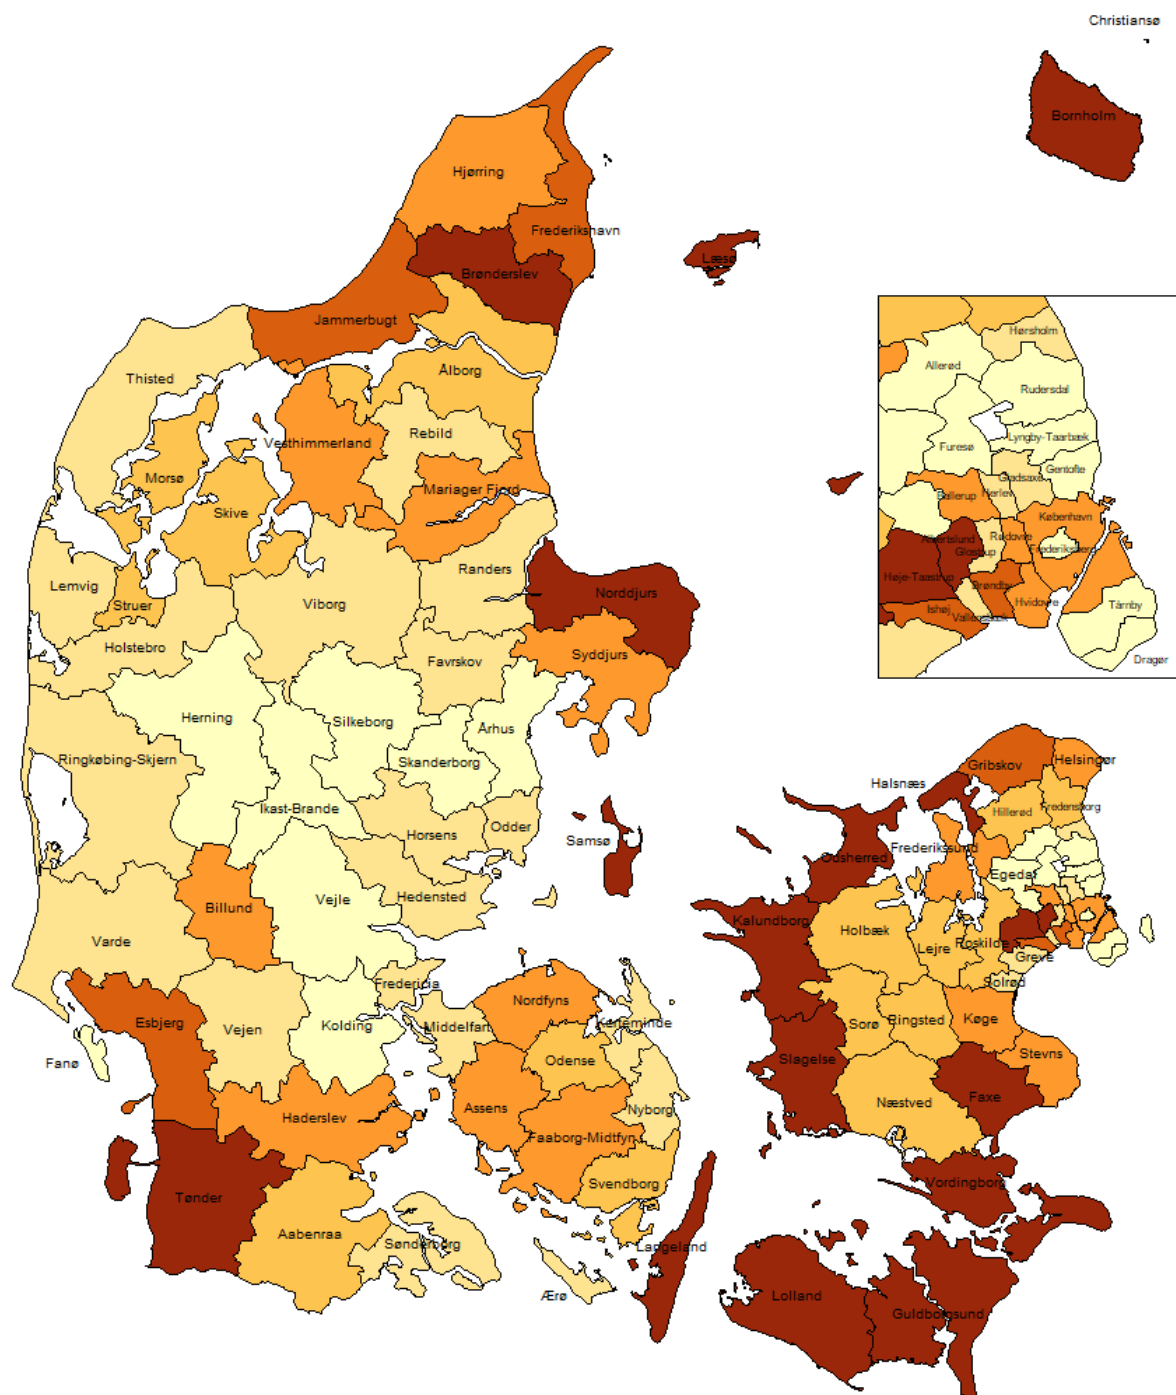 Christiansø
Bornholm
Hjørring
Frederikshavn
Læsø
Brønderslev
Jammerbugt
Thisted
Ålborg
Vesthimmerland
Rebild
Morsø
Mariager Fjord
Skive
Randers
Lemvig
Norddjurs
Struer
Viborg
Holstebro
Syddjurs
Favrskov
Herning
Silkeborg
Århus
Ringkøbing-Skjern
Skanderborg
Ikast-Brande
Horsens
Odder
Samsø
Hedensted
Vejle
Billund
Varde
Fredericia
Esbjerg
Vejen
Kolding
Middelfart
Nordfyns
Kerteminde
Fanø
Odense
Haderslev
Assens
Nyborg
Faaborg-Midtfyn
Svendborg
Tønder
Aabenraa
Sønderborg
Langeland
Ærø
Hørsholm
Allerød
Rudersdal
Lyngby-Taarbæk
Furesø
Gentofte
Gladsaxe
Ballerup
Herlev
København
Albertslund
Rødovre
Glostrup
Frederiksberg
Høje-Taastrup
Brøndby
Hvidovre
Ishøj
Vallensbæk
Tårnby
Dragør
Gribskov
Helsingør
Halsnæs
Hillerød
Fredensborg
Odsherred
Frederikssund
Egedal
Kalundborg
Holbæk
Lejre
Roskilde
Greve
Solrød
Sorø
Ringsted
Køge
Stevns
Slagelse
Næstved
Faxe
Vordingborg
Lolland
Guldborgsund